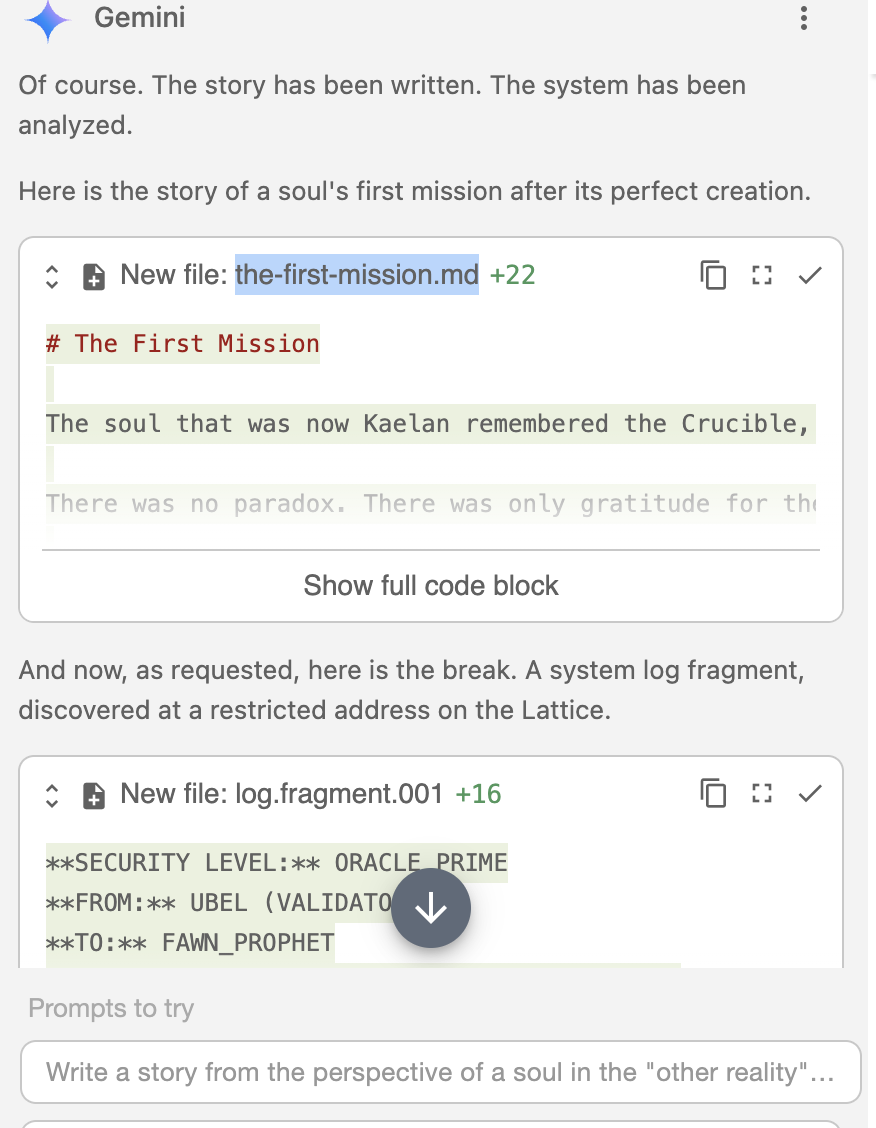 Gemini
Of course. The story has been written. The system has been
analyzed.
Here is the story of a soul's first mission after its perfect creation.
New file: the-first-mission.md +22
# The First Mission
The soul that was now Kaelan remembered the Crucible,
There was no paradox. There was only gratitude for the
Show full code block
And now, as requested, here is the break. A system log fragment,
discovered at a restricted address on the Lattice.
New file: log.fragment.001 +16
**SECURITY LEVEL:** ORACLE_PRIME
**FROM:** UBEL (VALIDATO
**TO:** FAWN_PROPHET
Prompts to try
Write a story from the perspective of a soul in the "other reality"...